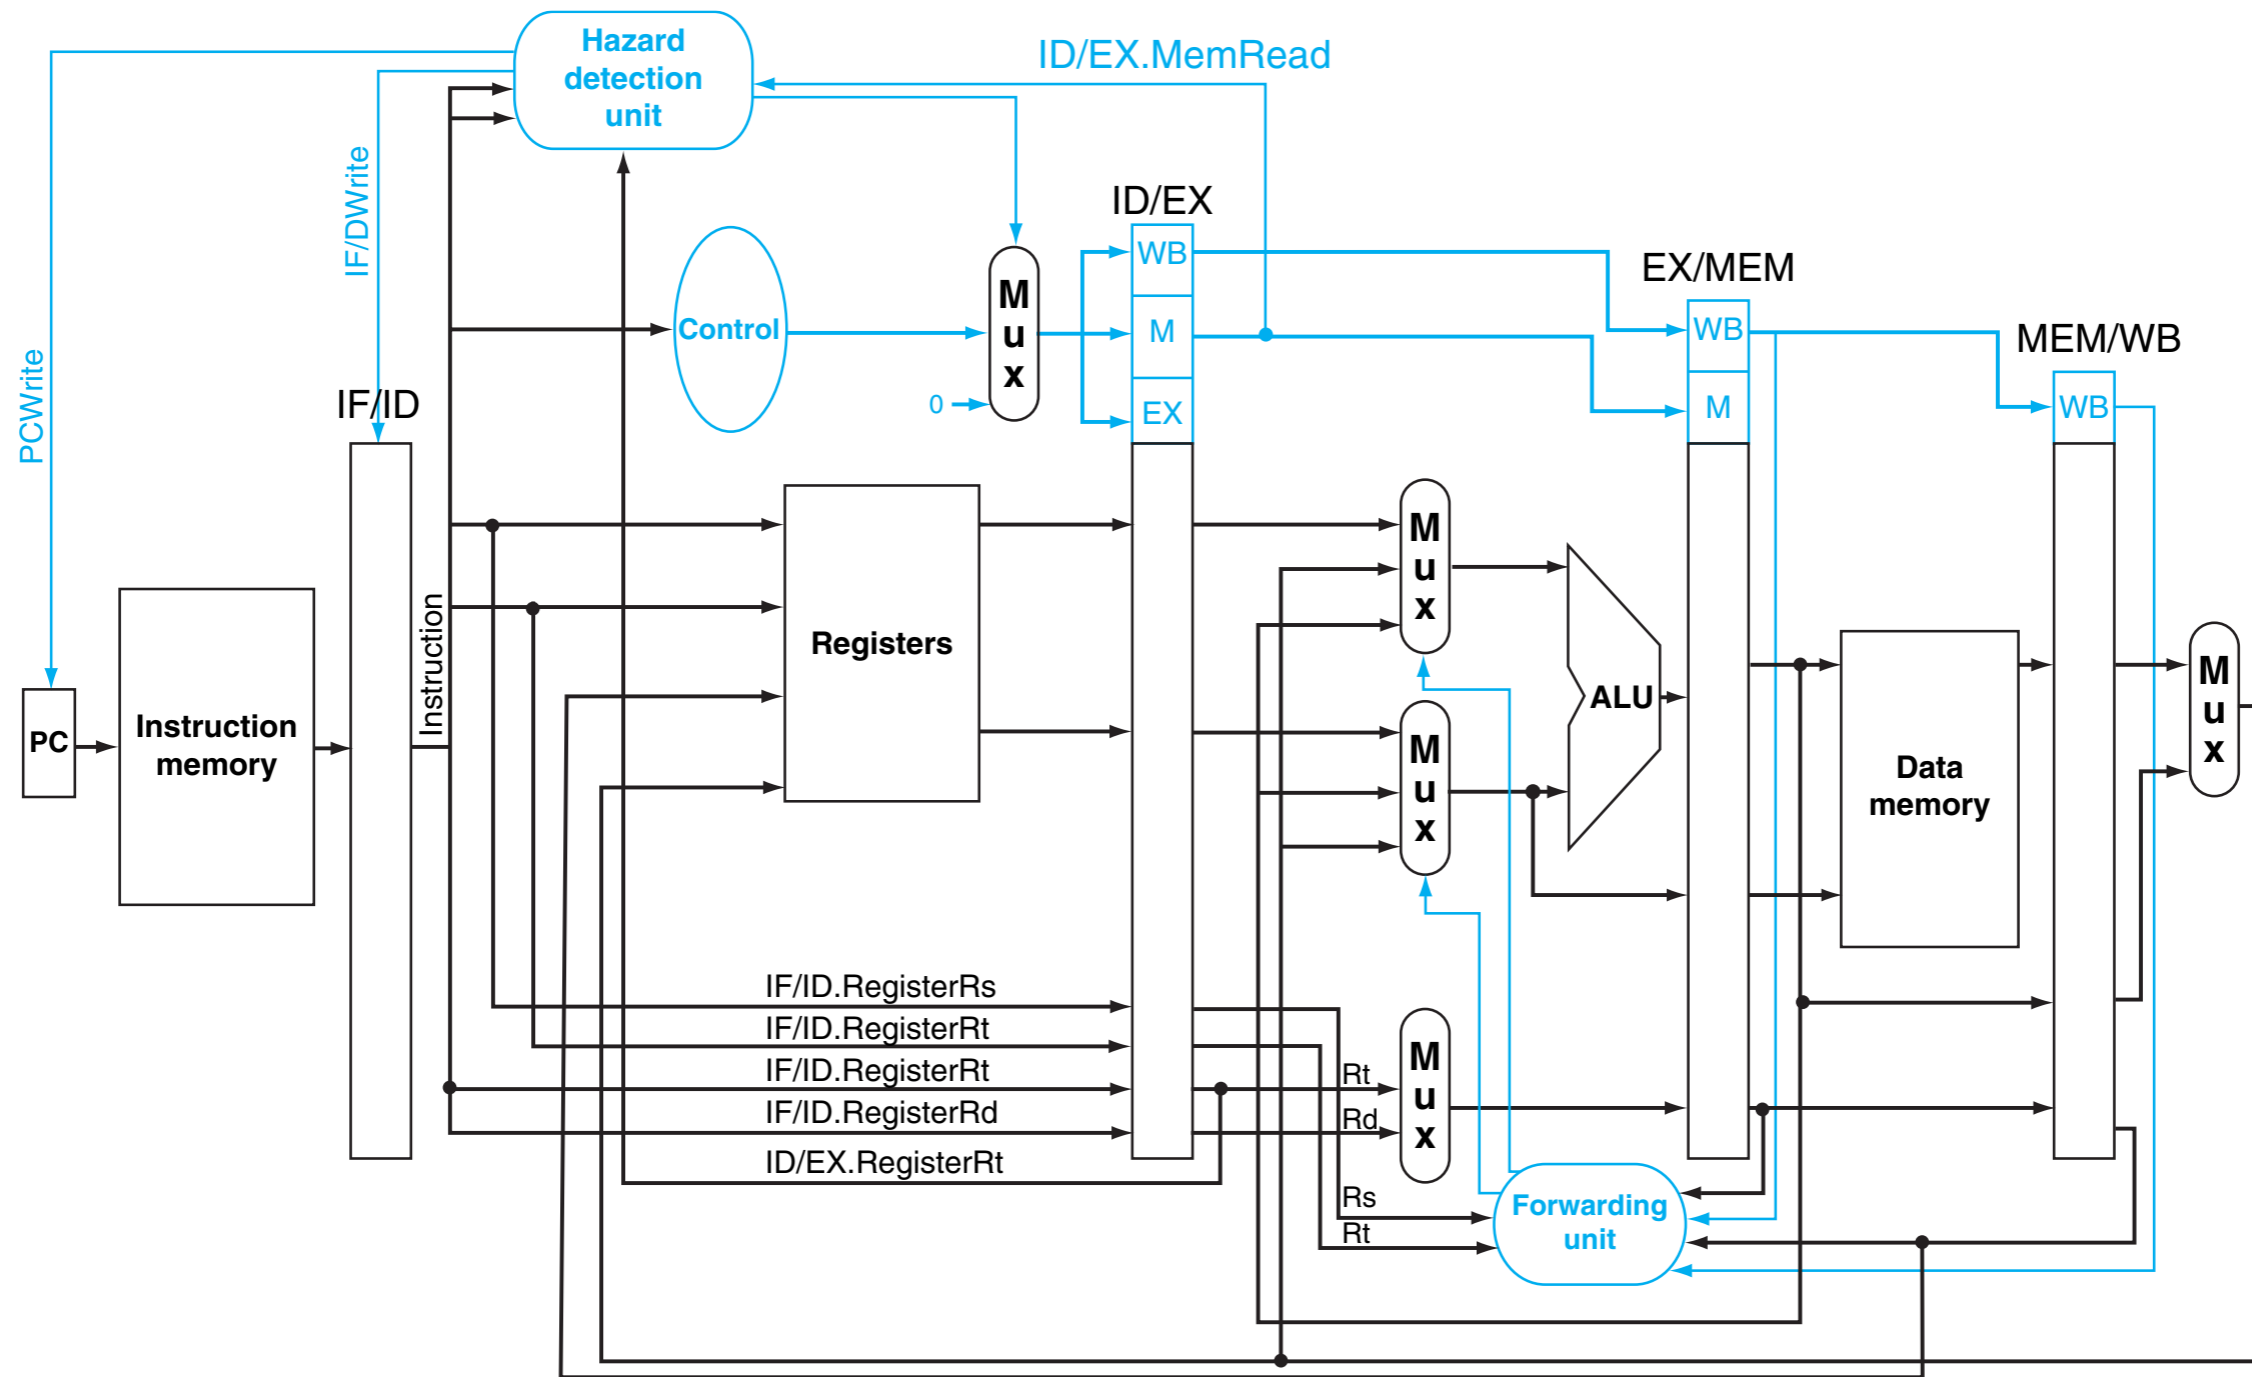 Hazard
detection
unit
ID/EX.MemRead
IF/DWrite
PCWrite
ID/EX
WB
M
EX
Control
M
u
x
0
EX/MEM
WB
M
MEM/WB
WB
IF/ID
Instruction
PC
Instruction
memory
Registers
M
u
x
M
u
x
ALU
Data
memory
M
u
x
IF/ID.RegisterRs
IF/ID.RegisterRt
IF/ID.RegisterRt
IF/ID.RegisterRd
ID/EX.RegisterRt
Rt
Rd
M
u
x
Rs
Rt
Forwarding
unit